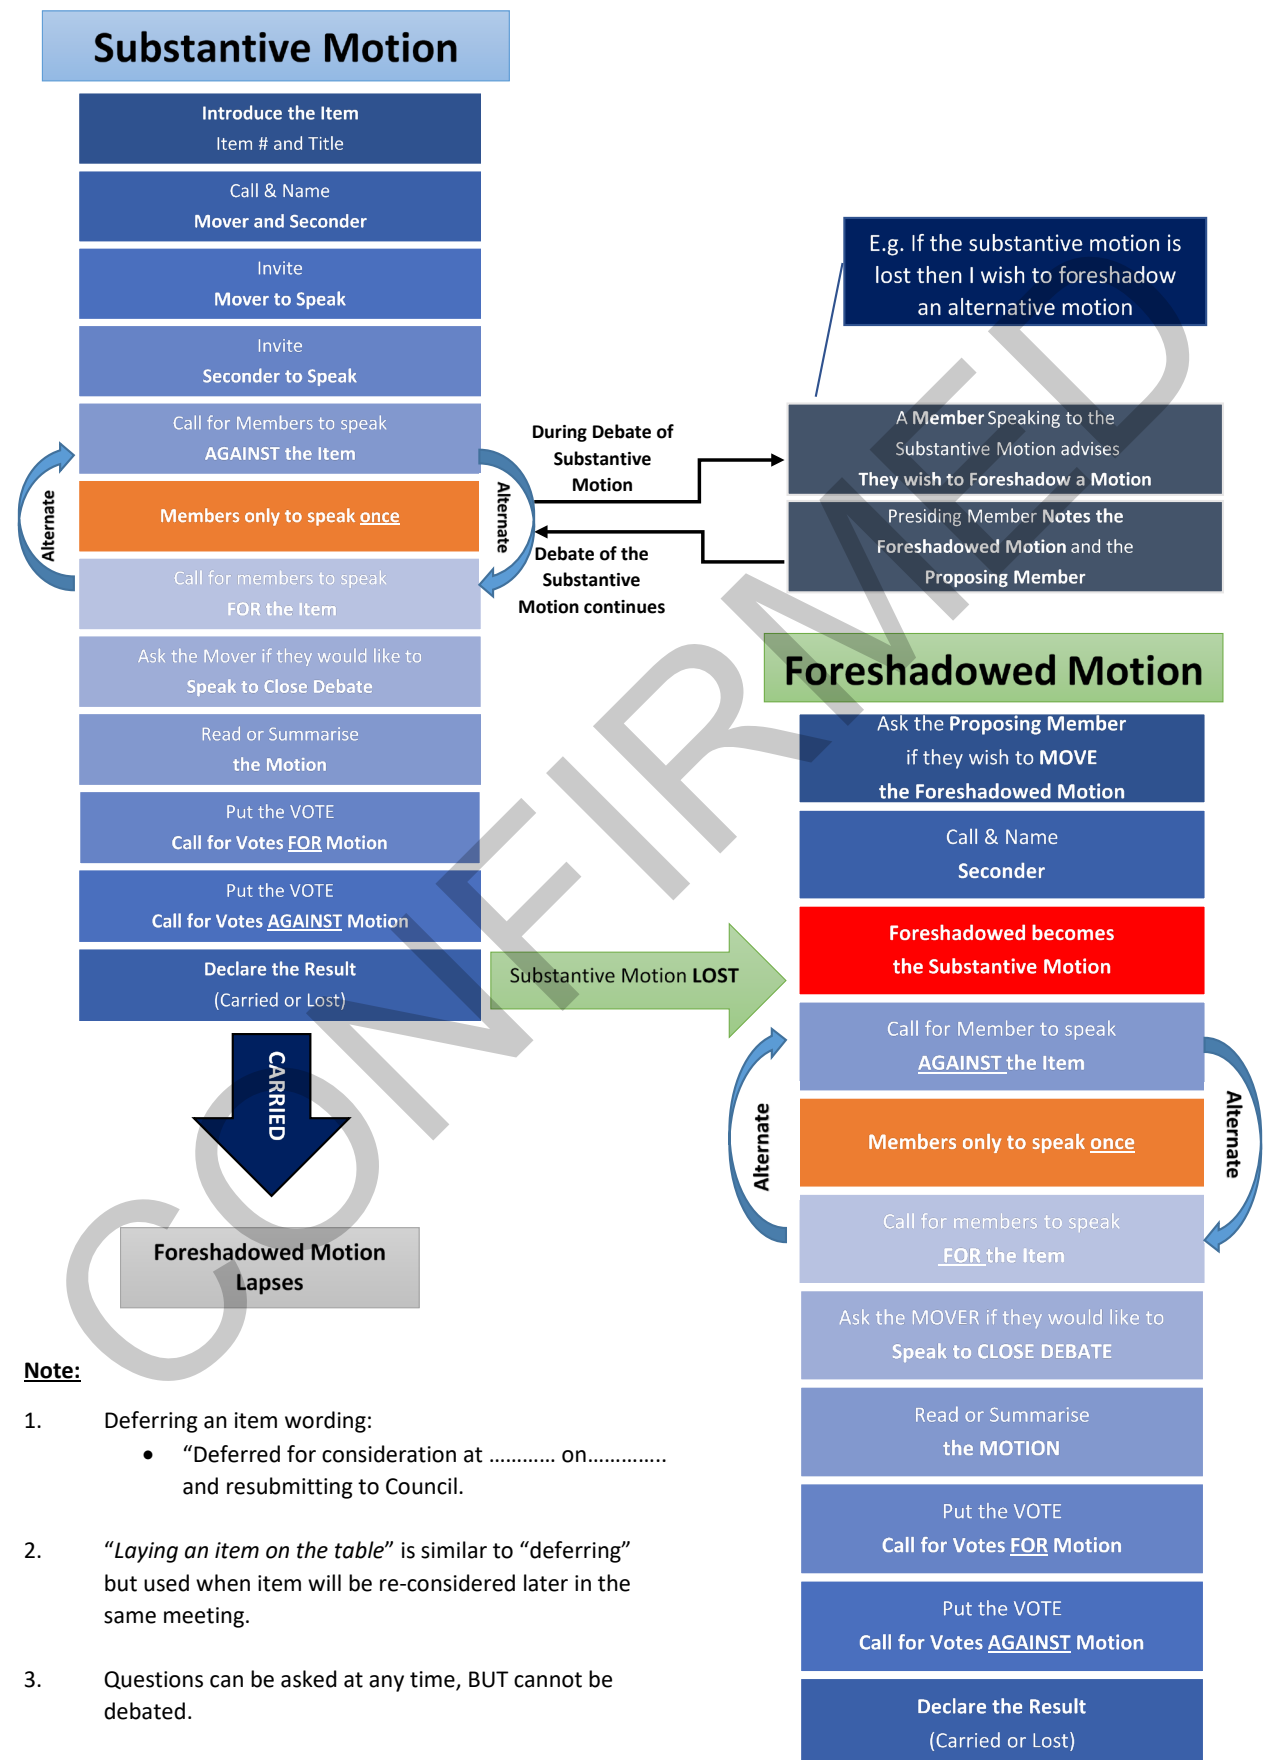 Substantive Motion
Introduce the Item
Item # and Title
Call & Name
Mover and Seconder
Invite
Mover to Speak
Invite
Seconder to Speak
Call for Members to speak
AGAINST the Item
Members only to speak once
Call for members to speak
FOR the Item
Alternate
Alternate
Ask the Mover if they would like to
Speak to Close Debate
Read or Summarise
the Motion
Put the VOTE
Call for Votes FOR Motion
Put the VOTE
Call for Votes AGAINST Motion
Declare the Result
(Carried or Lost)
During Debate of
Substantive
Motion
Debate of the
Substantive
Motion continues
E.g. If the substantive motion is
lost then I wish to foreshadow
an alternative motion
A Member Speaking to the
Substantive Motion advises
They wish to Foreshadow a Motion
Presiding Member Notes the
Foreshadowed Motion and the
Proposing Member
CARRIED
Foreshadowed Motion
Lapses
Substantive Motion LOST
Foreshadowed Motion
Ask the Proposing Member
if they wish to MOVE
the Foreshadowed Motion
Call & Name
Seconder
Foreshadowed becomes
the Substantive Motion
Call for Member to speak
AGAINST the Item
Members only to speak once
Call for members to speak
FOR the Item
Alternate
Alternate
Ask the MOVER if they would like to
Speak to CLOSE DEBATE
Read or Summarise
the MOTION
Put the VOTE
Call for Votes FOR Motion
Put the VOTE
Call for Votes AGAINST Motion
Declare the Result
(Carried or Lost)
Note:
1. Deferring an item wording:
• “Deferred for consideration at ………… on…………..
and resubmitting to Council.
2. “Laying an item on the table” is similar to “deferring”
but used when item will be re-considered later in the
same meeting.
3. Questions can be asked at any time, BUT cannot be
debated.
CONFIRMED